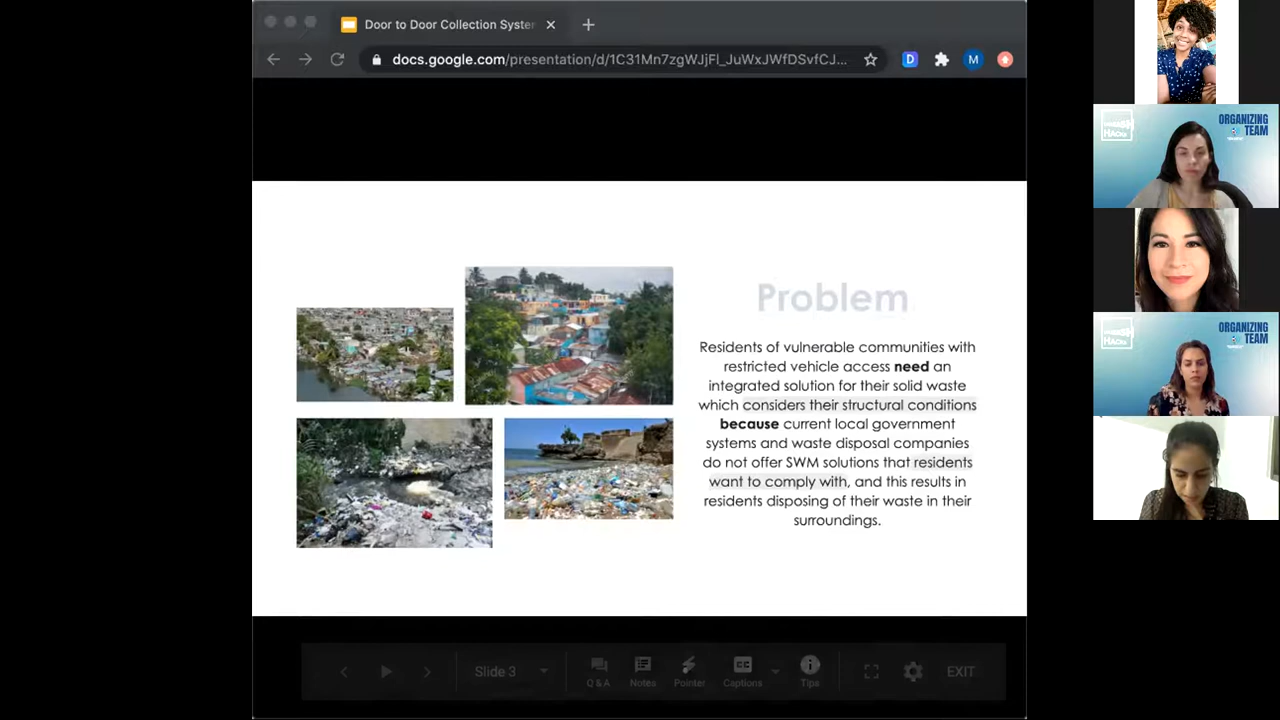 Door to Door Collection System
docs.google.com/presentation/d/1C31Mn7zgWJjFl_JuWxJWfDSvfCJ...
D
M
Problem
Residents of vulnerable communities with
restricted vehicle access need an
integrated solution for their solid waste
which considers their structural conditions
because current local government
systems and waste disposal companies
do not offer SWM solutions that residents
want to comply with, and this results in
residents disposing of their waste in their
surroundings.
Slide 3
Q & A
Notes
Pointer
CC
Captions
Tips
EXIT
ORGANIZING
TEAM
ORGANIZING
TEAM